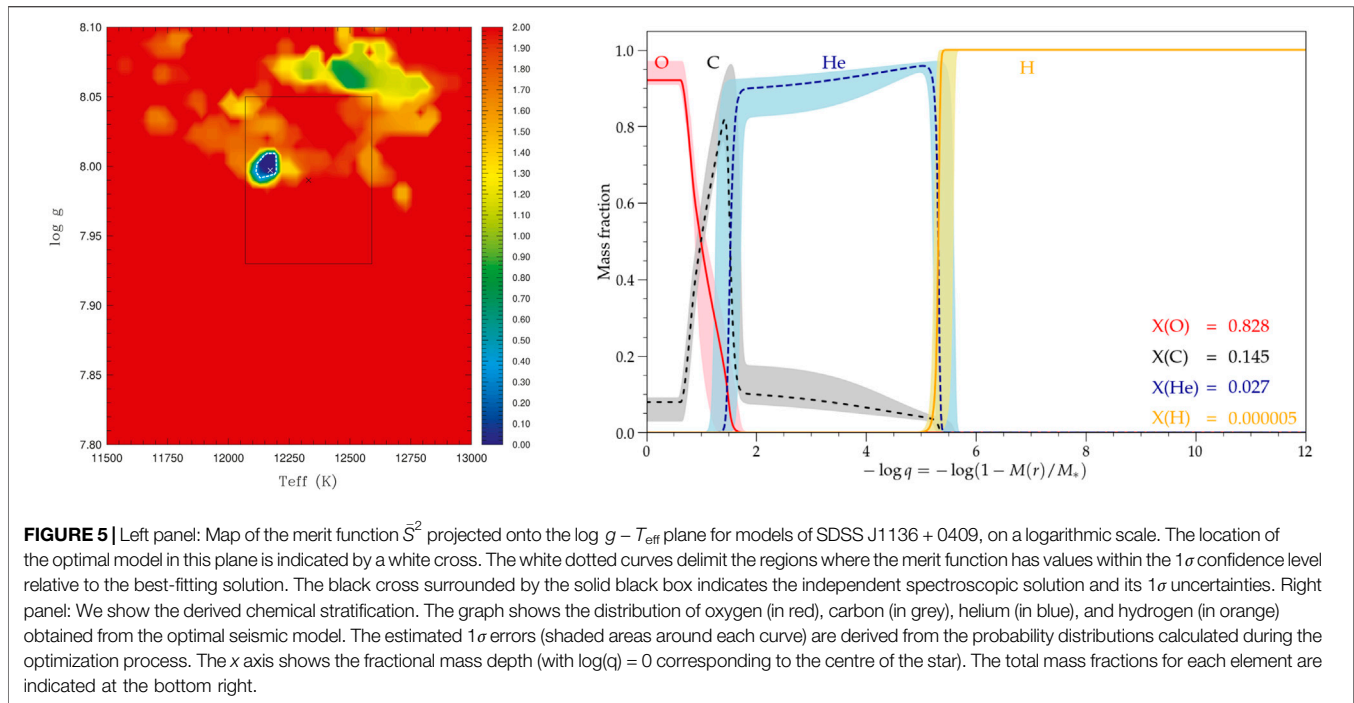 8.10
8.05
8.00
7.95
7.90
7.85
7.80
log g
11500 11750 12000 12250 12500 12750 13000
Teff (K)
2.00
1.90
1.80
1.70
1.60
1.50
1.40
1.30
1.20
1.10
1.00
0.90
0.80
0.70
0.60
0.50
0.40
0.30
0.20
0.10
0.00
Mass fraction
1.0
0.8
0.6
0.4
0.2
0.0
O C He H
X(O) = 0.828
X(C) = 0.145
X(He) = 0.027
X(H) = 0.000005
0 2 4 6 8 10 12
− log q = − log(1 − M(r)/M∗)
FIGURE 5 | Left panel: Map of the merit function S̄² projected onto the log g − Teff plane for models of SDSS J1136 + 0409, on a logarithmic scale. The location of
the optimal model in this plane is indicated by a white cross. The white dotted curves delimit the regions where the merit function has values within the 1σ confidence level
relative to the best-fitting solution. The black cross surrounded by the solid black box indicates the independent spectroscopic solution and its 1σ uncertainties. Right
panel: We show the derived chemical stratification. The graph shows the distribution of oxygen (in red), carbon (in grey), helium (in blue), and hydrogen (in orange)
obtained from the optimal seismic model. The estimated 1σ errors (shaded areas around each curve) are derived from the probability distributions calculated during the
optimization process. The x axis shows the fractional mass depth (with log(q) = 0 corresponding to the centre of the star). The total mass fractions for each element are
indicated at the bottom right.